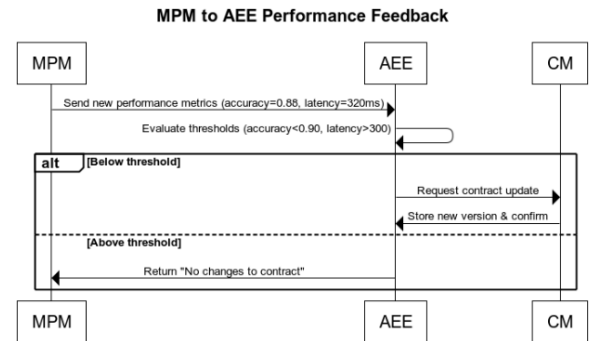 MPM to AEE Performance Feedback
MPM
AEE
CM
Send new performance metrics (accuracy=0.88, latency=320ms)
Evaluate thresholds (accuracy<0.90, latency>300)
alt
[Below threshold]
Request contract update
Store new version & confirm
[Above threshold]
Return "No changes to contract"
MPM
AEE
CM